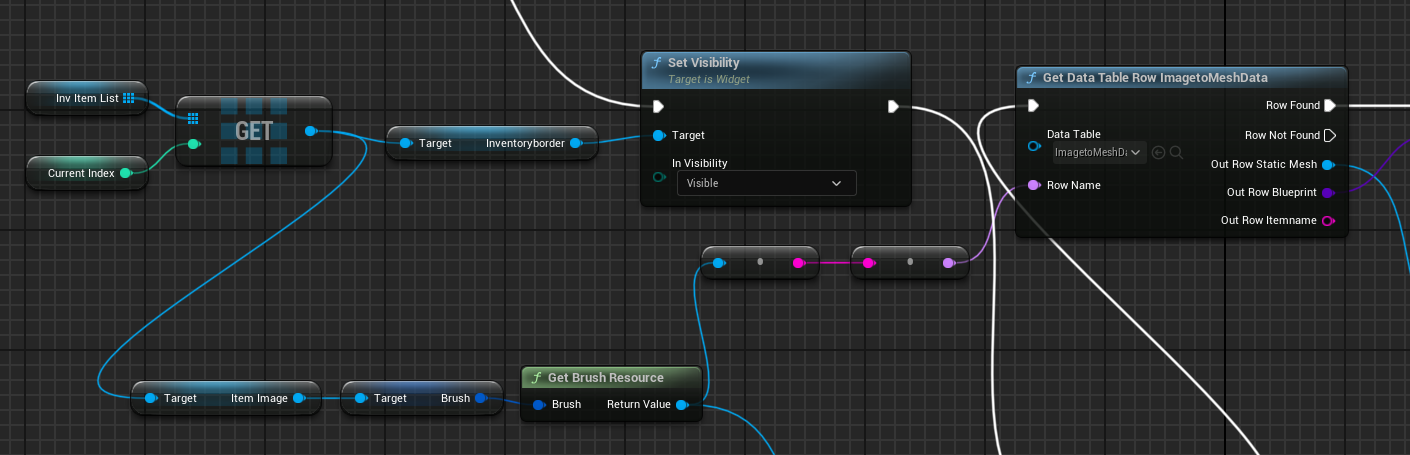 Inv Item List
GET
Current Index
Target
Inventoryborder
Set Visibility
Target is Widget
Target
In Visibility
Visible
Get Data Table Row ImagetoMeshData
Row Found
Data Table
Row Not Found
ImagetoMeshDa
Out Row Static Mesh
Row Name
Out Row Blueprint
Out Row Itemname
Target
Item Image
Target
Brush
Get Brush Resource
Brush
Return Value